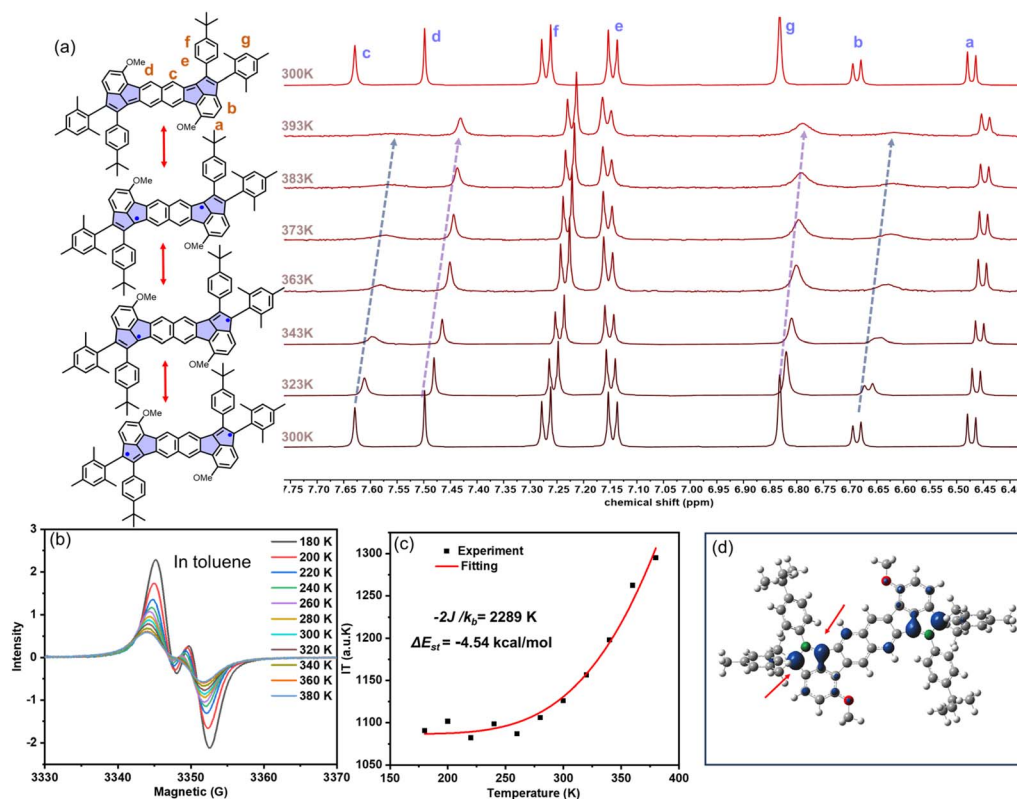 (a)
OMe
f
g
e
d
c
b
OMe
a
OMe
OMe
OMe
OMe
OMe
OMe
c
d
f
e
g
b
a
300K
393K
383K
373K
363K
343K
323K
300K
7.75 7.70 7.65 7.60 7.55 7.50 7.45 7.40 7.35 7.30 7.25 7.20 7.15 7.10 7.05 7.00 6.95 6.90 6.85 6.80 6.75 6.70 6.65 6.60 6.55 6.50 6.45
chemical shift (ppm)
(b)
In toluene
180 K
200 K
220 K
240 K
260 K
280 K
300 K
320 K
340 K
360 K
380 K
Intensity
3
2
1
0
-1
-2
3330 3340 3350 3360 3370
Magnetic (G)
(c)
Experiment
Fitting
-2J /kb= 2289 K
ΔEst = -4.54 kcal/mol
IT (a.u.K)
1300
1250
1200
1150
1100
1050
150 200 250 300 350 400
Temperature (K)
(d)